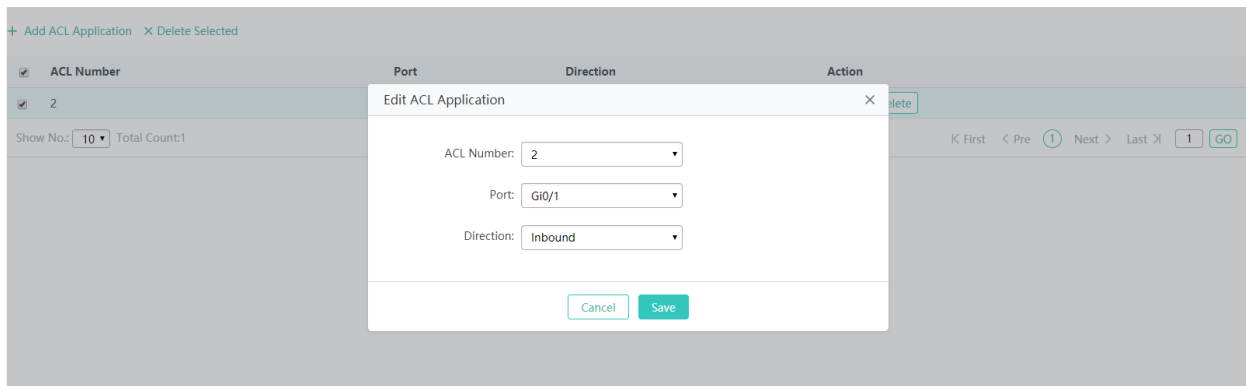 + Add ACL Application × Delete Selected
ACL Number Port Direction Action
2
Edit ACL Application ×
ACL Number: 2
Show No.: 10 Total Count:1
First < Pre 1 Next > Last 1 GO
Port: Gi0/1
Direction: Inbound
Cancel Save